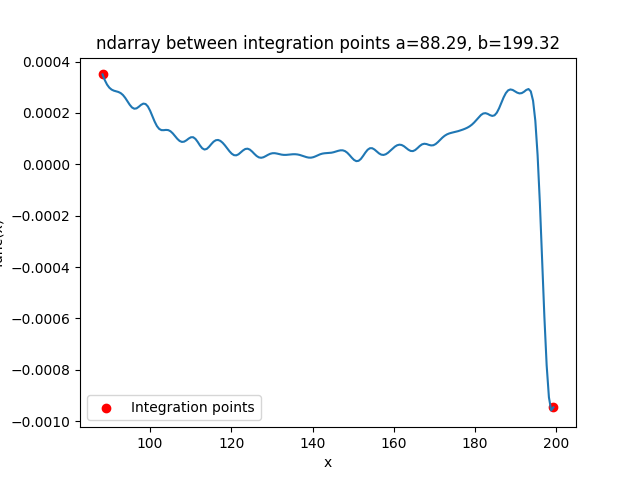 ndarray between integration points a=88.29, b=199.32
0.0004
0.0002
0.0000
−0.0002
−0.0004
−0.0006
−0.0008
−0.0010
Integration points
100 120 140 160 180 200
x